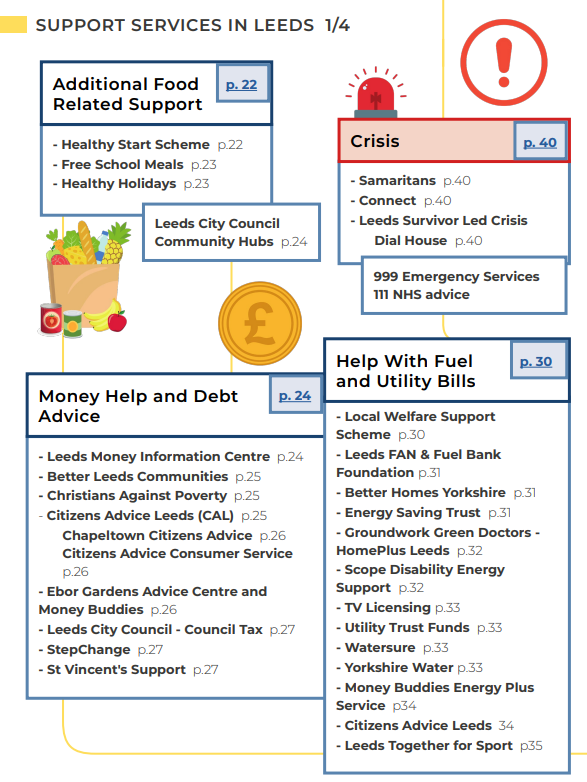 SUPPORT SERVICES IN LEEDS 1/4
Additional Food
Related Support
p. 22
- Healthy Start Scheme p.22
- Free School Meals p.23
- Healthy Holidays p.23
Leeds City Council
Community Hubs p.24
Crisis
p. 40
- Samaritans p.40
- Connect p.40
- Leeds Survivor Led Crisis
Dial House p.40
999 Emergency Services
111 NHS advice
£
Money Help and Debt
Advice
p. 24
- Leeds Money Information Centre p.24
- Better Leeds Communities p.25
- Christians Against Poverty p.25
- Citizens Advice Leeds (CAL) p.25
Chapeltown Citizens Advice p.26
Citizens Advice Consumer Service
p.26
- Ebor Gardens Advice Centre and
Money Buddies p.26
- Leeds City Council - Council Tax p.27
- StepChange p.27
- St Vincent's Support p.27
Help With Fuel
and Utility Bills
p. 30
- Local Welfare Support
Scheme p.30
- Leeds FAN & Fuel Bank
Foundation p.31
- Better Homes Yorkshire p.31
- Energy Saving Trust p.31
- Groundwork Green Doctors -
HomePlus Leeds p.32
- Scope Disability Energy
Support p.32
- TV Licensing p.33
- Utility Trust Funds p.33
- Watersure p.33
- Yorkshire Water p.33
- Money Buddies Energy Plus
Service p34
- Citizens Advice Leeds 34
- Leeds Together for Sport p35